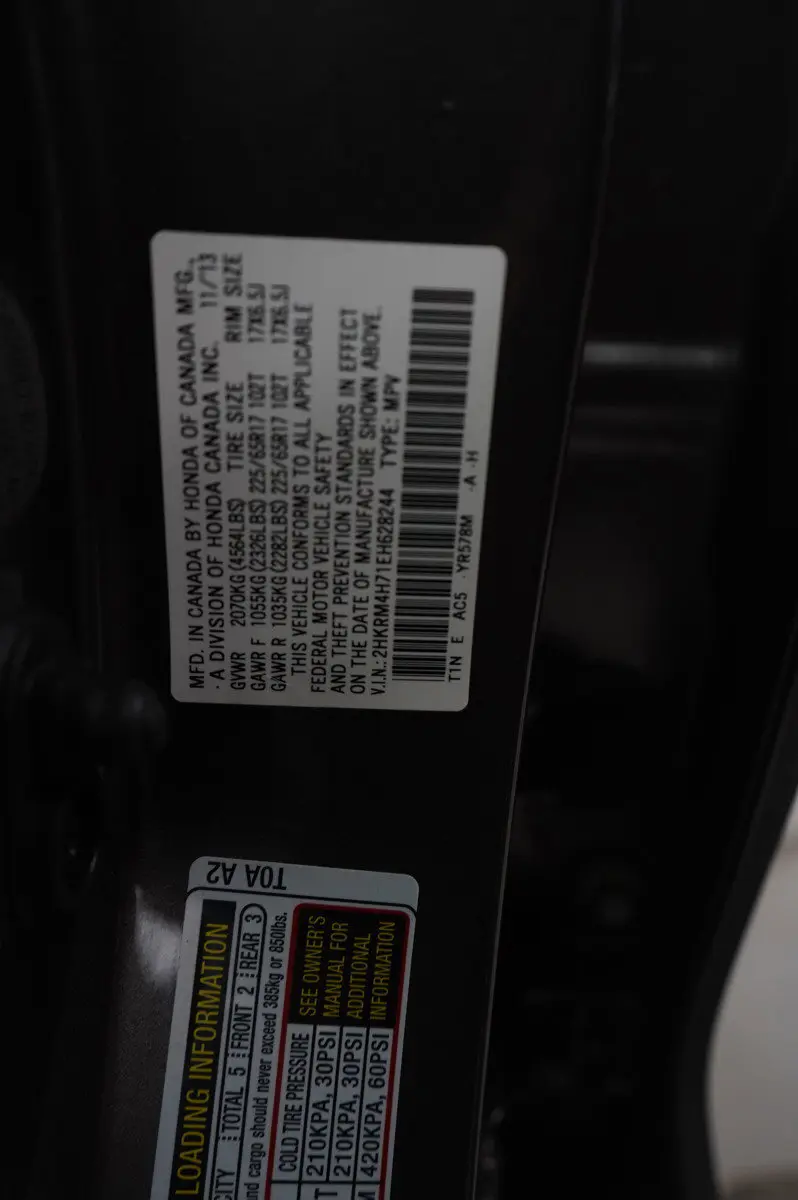 MFD. IN CANADA BY HONDA OF CANADA MFG.,
A DIVISION OF HONDA CANADA INC. 11/13
GVWR 2070KG (4564LBS) TIRE SIZE RIM SIZE
GAWR F 1055KG (2326LBS) 225/65R17 102T 17X6.5J
GAWR R 1035KG (2282LBS) 225/65R17 102T 17X6.5J
THIS VEHICLE CONFORMS TO ALL APPLICABLE
FEDERAL MOTOR VEHICLE SAFETY
AND THEFT PREVENTION STANDARDS IN EFFECT
ON THE DATE OF MANUFACTURE SHOWN ABOVE.
V.I.N.:2HKRM4H71EH628244 TYPE: MPV
T1N E AC5 YR578M -A -H
T0A A2
LOADING INFORMATION
TOTAL 5 FRONT 2 REAR 3
cargo should never exceed 385kg or 850lbs.
COLD TIRE PRESSURE
210KPA, 30PSI
210KPA, 30PSI
420KPA, 60PSI
SEE OWNER'S
MANUAL FOR
ADDITIONAL
INFORMATION